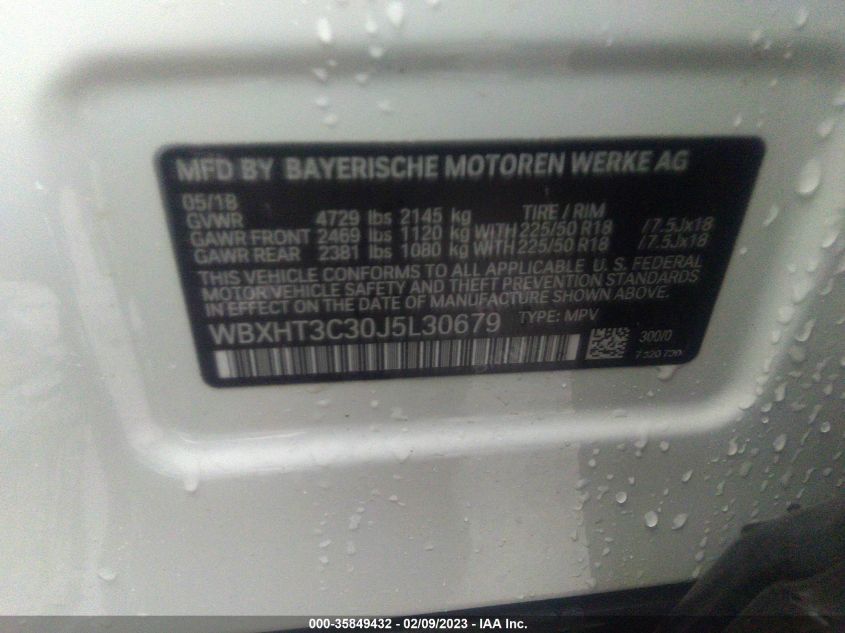 MFD BY BAYERISCHE MOTOREN WERKE AG
05/18 TIRE / RIM
GVWR 4729 lbs 2145 kg
GAWR FRONT 2469 lbs 1120 kg WITH 225/50 R18 /7.5Jx18
GAWR REAR 2381 lbs 1080 kg WITH 225/50 R18 /7.5Jx18
THIS VEHICLE CONFORMS TO ALL APPLICABLE U. S. FEDERAL
MOTOR VEHICLE SAFETY AND THEFT PREVENTION STANDARDS
IN EFFECT ON THE DATE OF MANUFACTURE SHOWN ABOVE.
WBXHT3C30J5L30679 TYPE: MPV
300/0
000-35849432 - 02/09/2023 - IAA Inc.